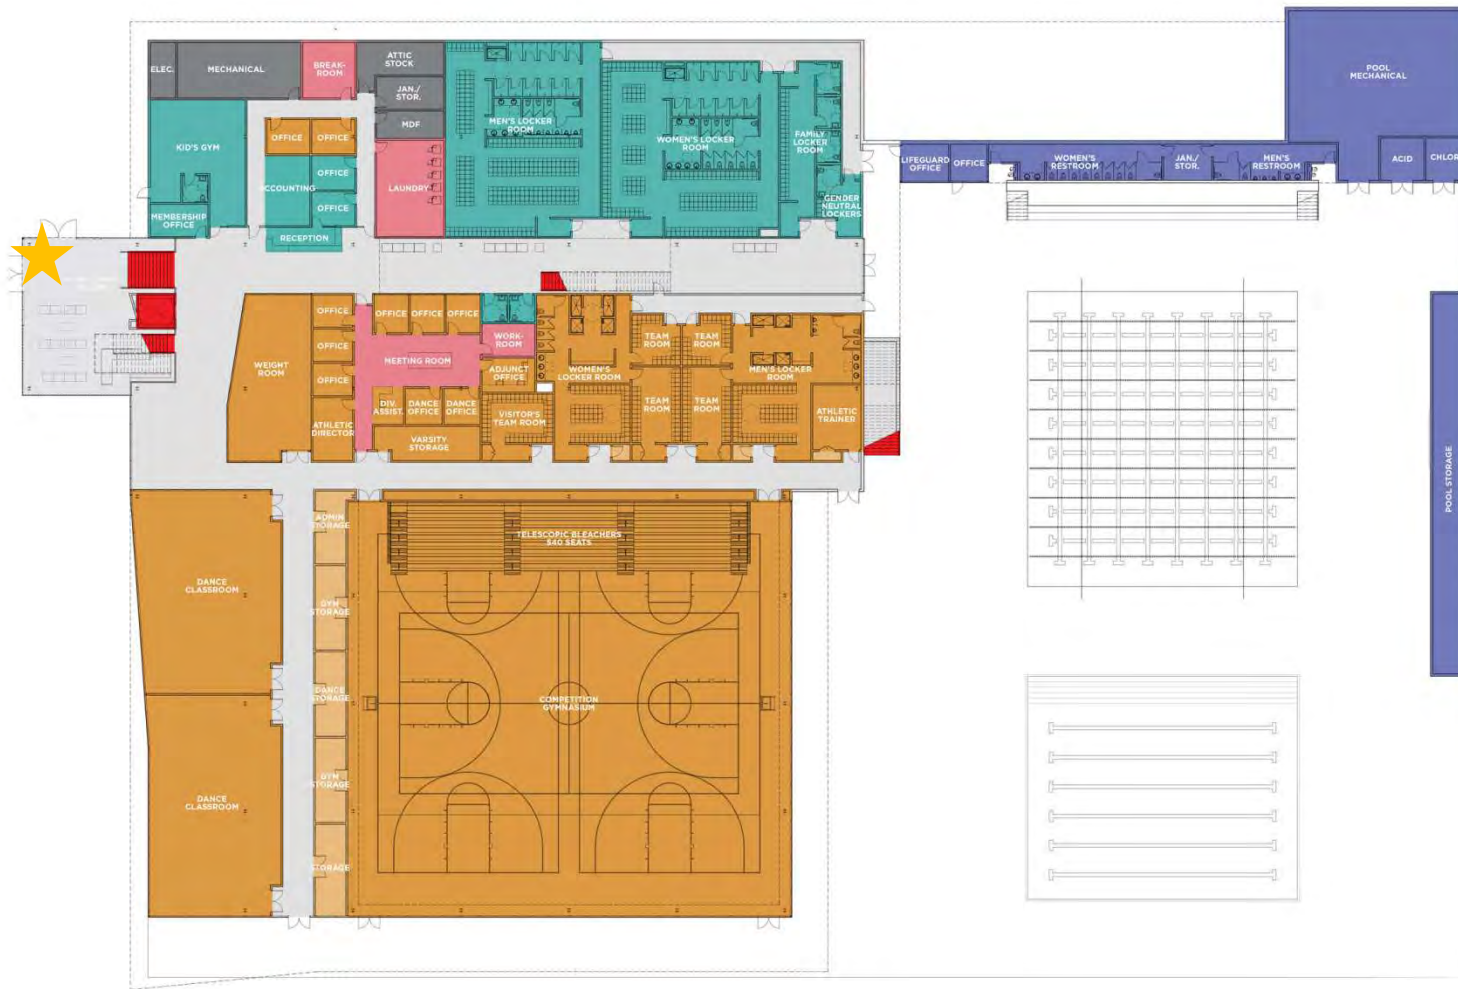 POOL
MECHANICAL
ELEC.
MECHANICAL
BREAK-
ROOM
ATTIC
STOCK
JAN./
STOR.
MDF
MEN'S LOCKER
ROOM
WOMEN'S LOCKER
ROOM
FAMILY
LOCKER
ROOM
KID'S GYM
OFFICE
OFFICE
OFFICE
ACCOUNTING
OFFICE
LAUNDRY
MEMBERSHIP
OFFICE
RECEPTION
GENDER
NEUTRAL
LOCKERS
LIFEGUARD
OFFICE
OFFICE
WOMEN'S
RESTROOM
JAN./
STOR.
MEN'S
RESTROOM
ACID
CHLOR
OFFICE
OFFICE
OFFICE
OFFICE
OFFICE
OFFICE
WEIGHT
ROOM
MEETING ROOM
WORK-
ROOM
ADJUNCT
OFFICE
WOMEN'S
LOCKER ROOM
TEAM
ROOM
TEAM
ROOM
MEN'S LOCKER
ROOM
DIV.
ASSIST.
DANCE
OFFICE
DANCE
OFFICE
VISITOR'S
TEAM ROOM
TEAM
ROOM
TEAM
ROOM
ATHLETIC
TRAINER
ATHLETIC
DIRECTOR
VARSITY
STORAGE
POOL STORAGE
ADMIN
STORAGE
TELESCOPIC BLEACHERS
540 SEATS
DANCE
CLASSROOM
GYM
STORAGE
DANCE
STORAGE
COMPETITION
GYMNASIUM
GYM
STORAGE
DANCE
CLASSROOM
STORAGE